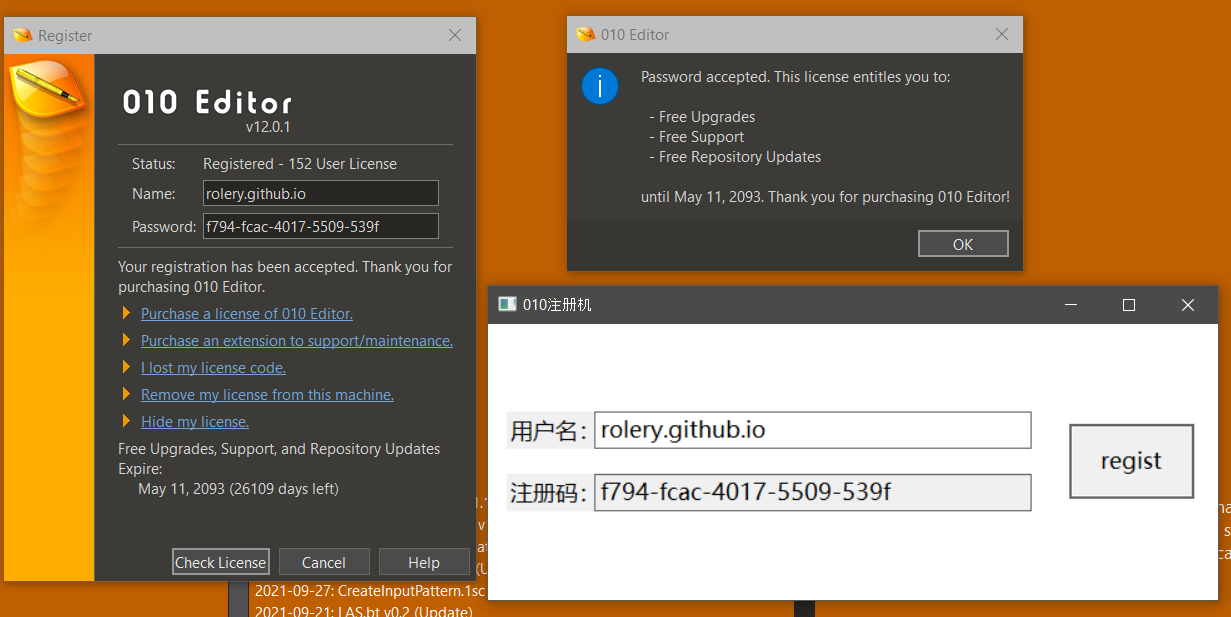 Register
010 Editor
v12.0.1
Status: Registered - 152 User License
Name: rolery.github.io
Password: f794-fcac-4017-5509-539f
Your registration has been accepted. Thank you for
purchasing 010 Editor.
Purchase a license of 010 Editor.
Purchase an extension to support/maintenance.
I lost my license code.
Remove my license from this machine.
Hide my license.
Free Upgrades, Support, and Repository Updates
Expire:
May 11, 2093 (26109 days left)
Check License Cancel Help
010 Editor
Password accepted. This license entitles you to:
- Free Upgrades
- Free Support
- Free Repository Updates
until May 11, 2093. Thank you for purchasing 010 Editor!
OK
010注册机
用户名: rolery.github.io
注册码: f794-fcac-4017-5509-539f
regist
2021-09-27: CreateInputPattern.1sc
2021-09-21: LAS.bt v0.2 (Update)